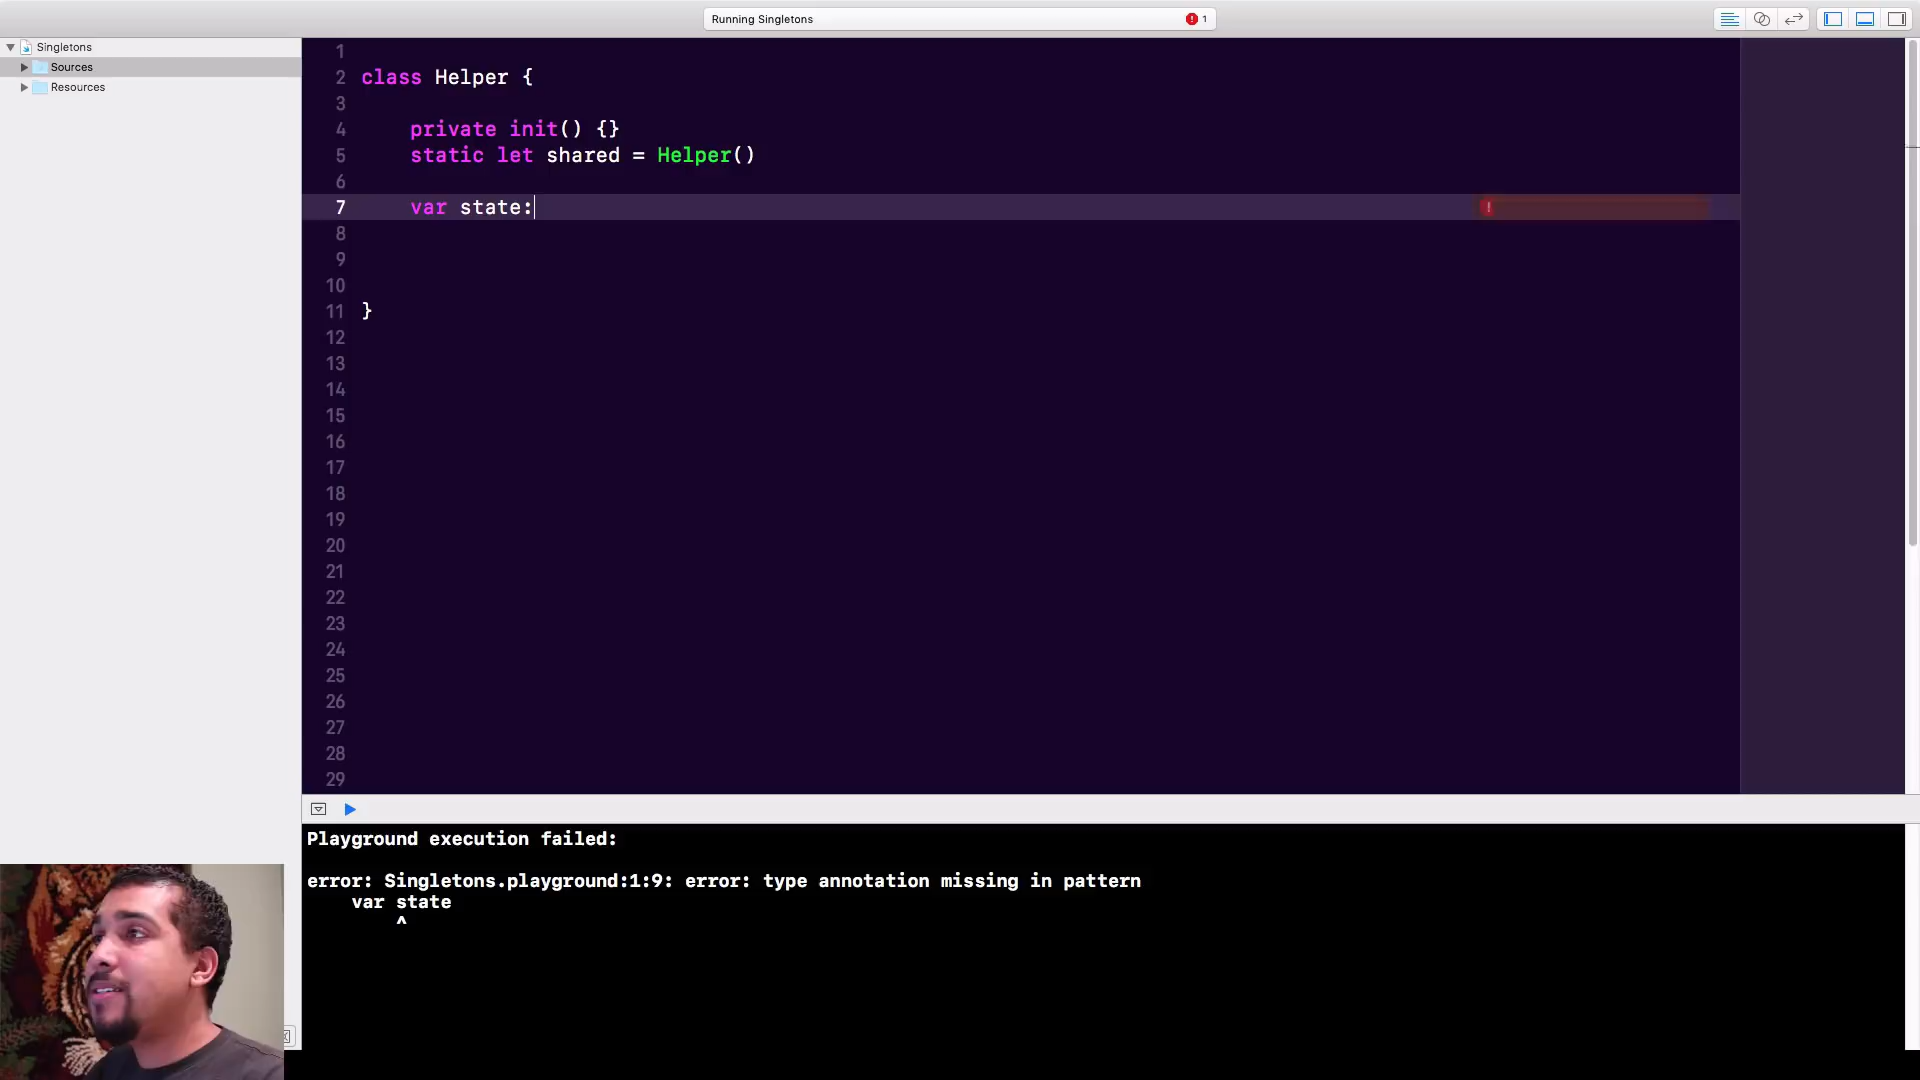 Running Singletons
1
Singletons
Sources
Resources
1
2 class Helper {
3
4 private init() {}
5 static let shared = Helper()
6
7 var state:
8
9
10
11 }
12
13
14
15
16
17
18
19
20
21
22
23
24
25
26
27
28
29
Playground execution failed:
error: Singletons.playground:1:9: error: type annotation missing in pattern
var state
^